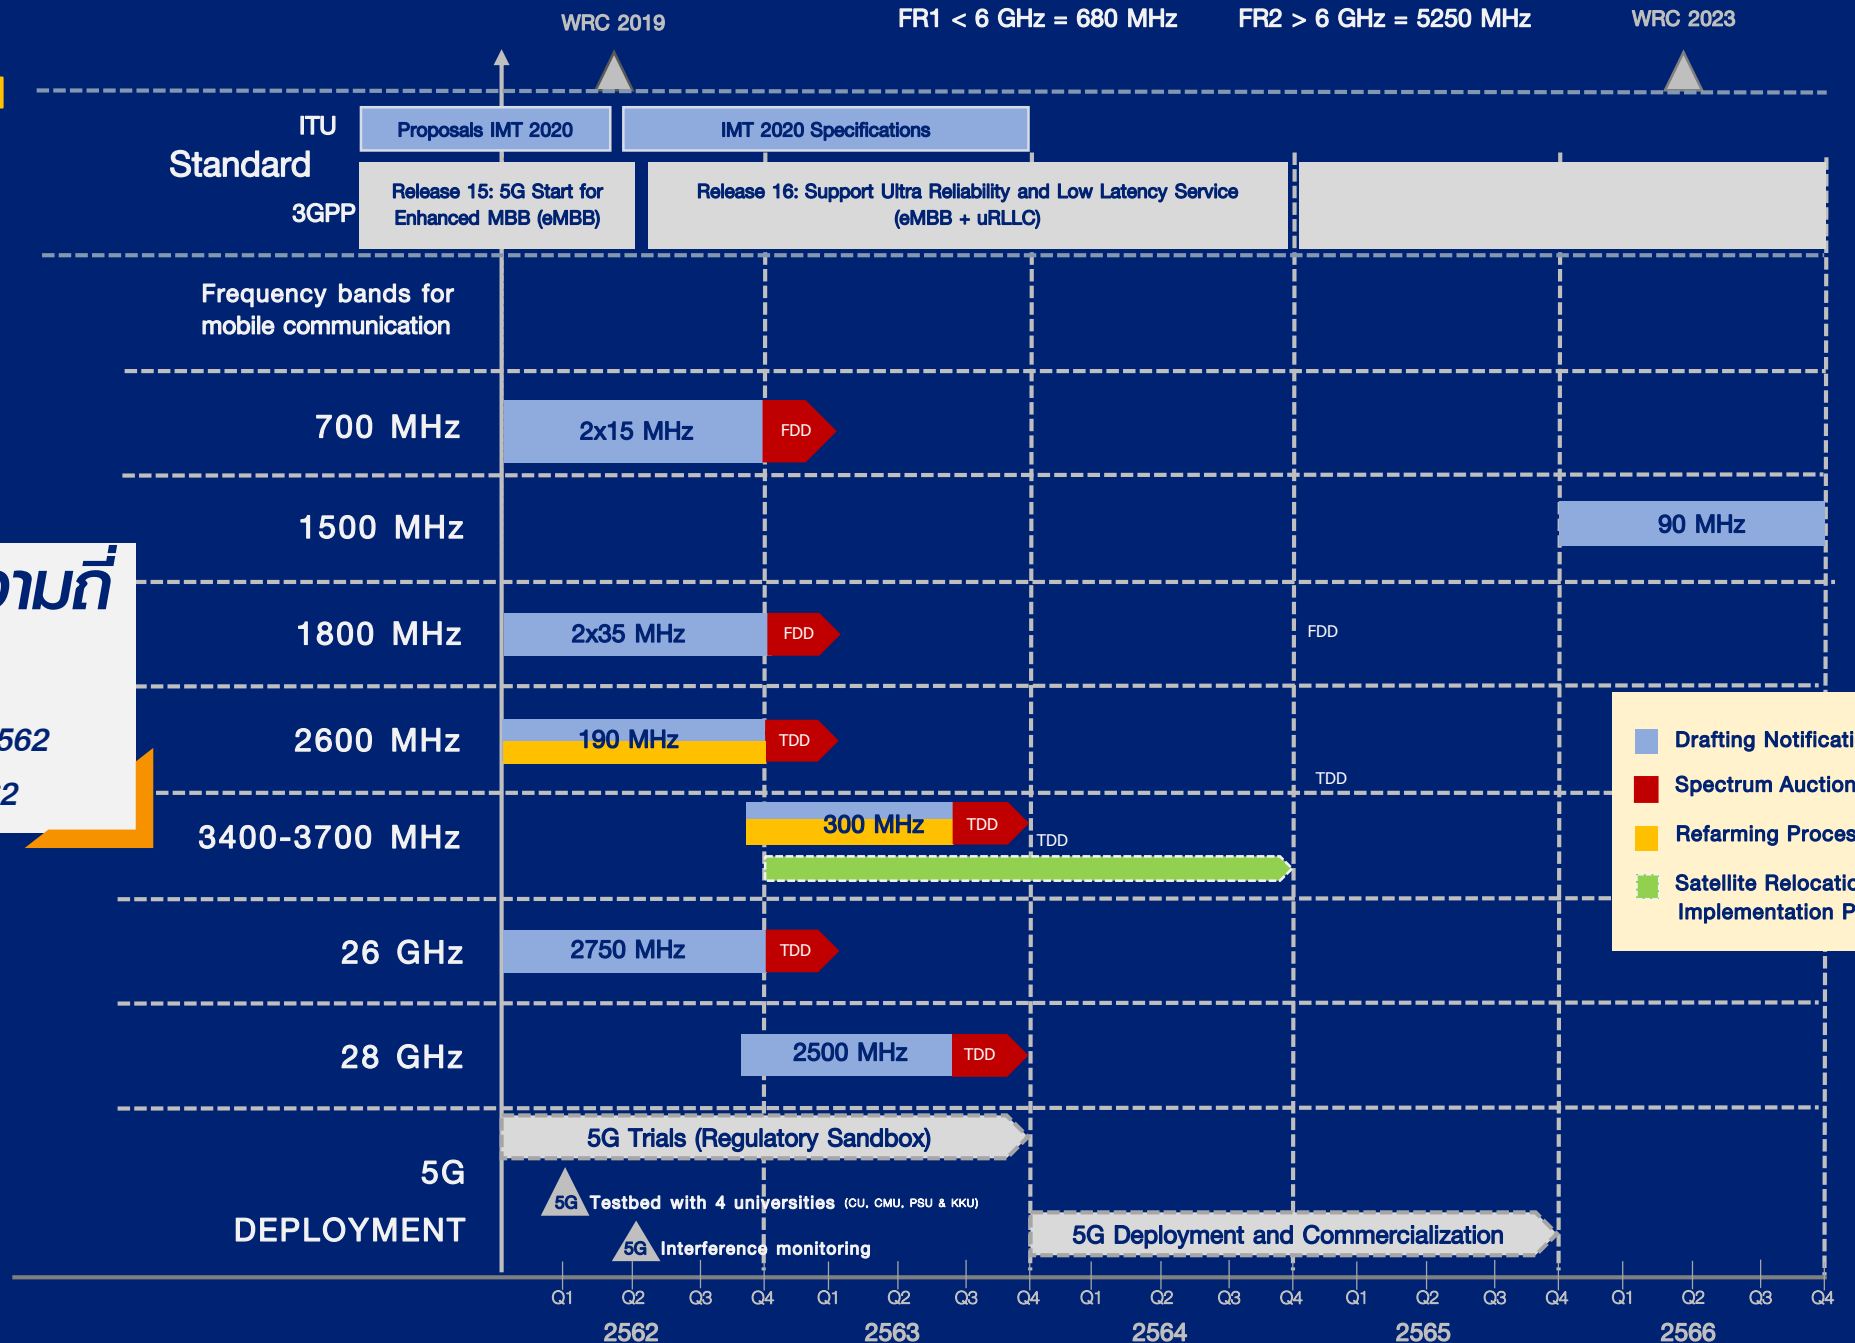 WRC 2019
FR1 < 6 GHz = 680 MHz
FR2 > 6 GHz = 5250 MHz
WRC 2023
ITU
Proposals IMT 2020
IMT 2020 Specifications
Standard
3GPP
Release 15: 5G Start for
Enhanced MBB (eMBB)
Release 16: Support Ultra Reliability and Low Latency Service
(eMBB + uRLLC)
Frequency bands for
mobile communication
700 MHz
2x15 MHz
FDD
1500 MHz
90 MHz
1800 MHz
2x35 MHz
FDD
FDD
2600 MHz
190 MHz
TDD
TDD
3400-3700 MHz
300 MHz
TDD
TDD
26 GHz
2750 MHz
TDD
28 GHz
2500 MHz
TDD
5G
DEPLOYMENT
5G Trials (Regulatory Sandbox)
5G Testbed with 4 universities (CU, CMU, PSU & KKU)
5G Interference monitoring
5G Deployment and Commercialization
Drafting
Spectrum Auction
Refarming
Satellite
Implementation
Q1 Q2 Q3 Q4 Q1 Q2 Q3 Q4 Q1 Q2 Q3 Q4 Q1 Q2 Q3 Q4 Q1 Q2 Q3 Q4
2562 2563 2564 2565 2566